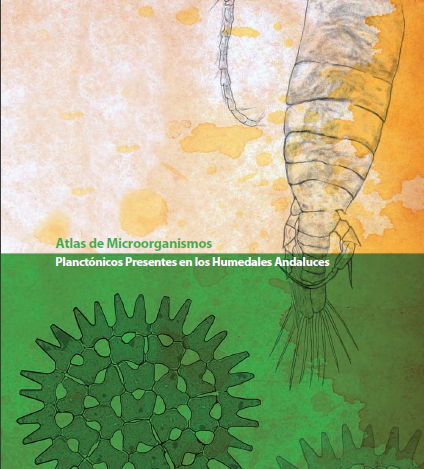 Atlas de Microorganismos
Planctónicos Presentes en los Humedales Andaluces